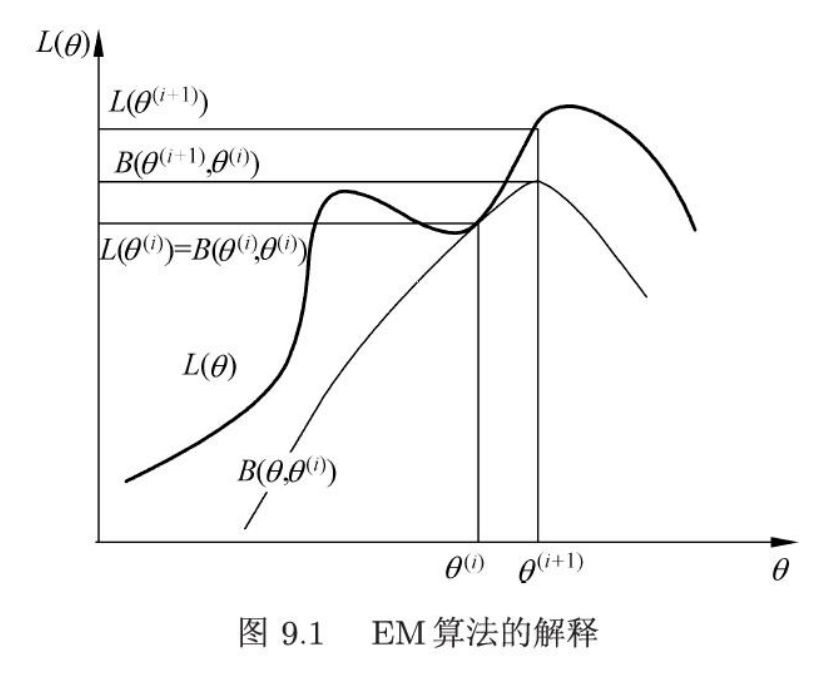 L(θ)
L(θ^(i+1))
B(θ^(i+1),θ^(i))
L(θ^(i))=B(θ^(i),θ^(i))
L(θ)
B(θ,θ^(i))
θ^(i) θ^(i+1) θ
图 9.1 EM 算法的解释